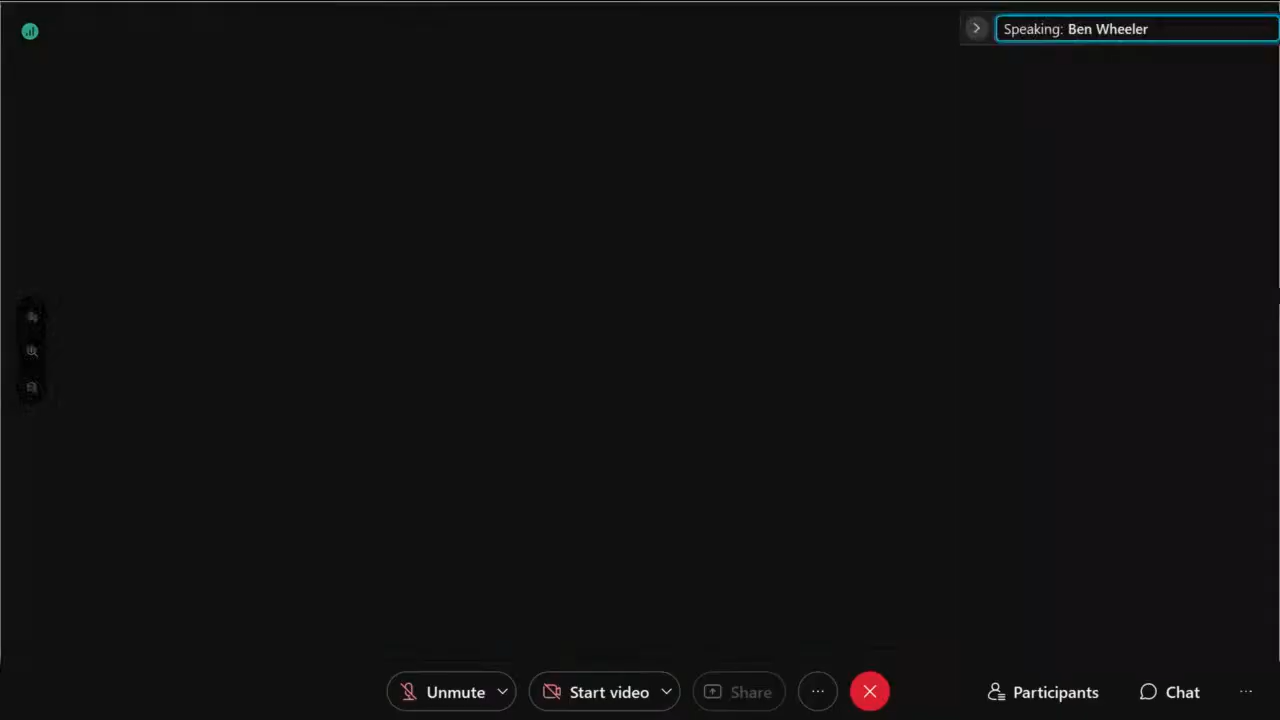 Speaking: Ben Wheeler
Unmute
Start video
Share
Participants
Chat